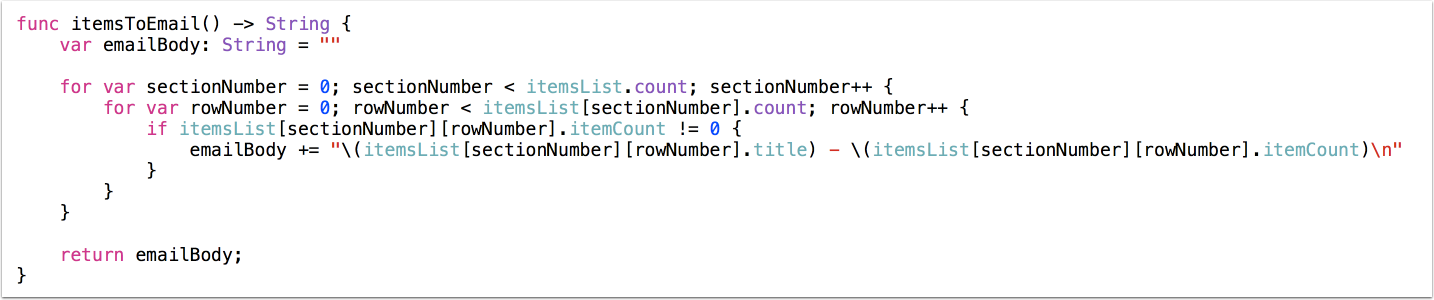 func itemsToEmail() -> String {
    var emailBody: String = ""

    for var sectionNumber = 0; sectionNumber < itemsList.count; sectionNumber++ {
        for var rowNumber = 0; rowNumber < itemsList[sectionNumber].count; rowNumber++ {
            if itemsList[sectionNumber][rowNumber].itemCount != 0 {
                emailBody += "\(itemsList[sectionNumber][rowNumber].title) - \(itemsList[sectionNumber][rowNumber].itemCount)\n"
            }
        }
    }

    return emailBody;
}